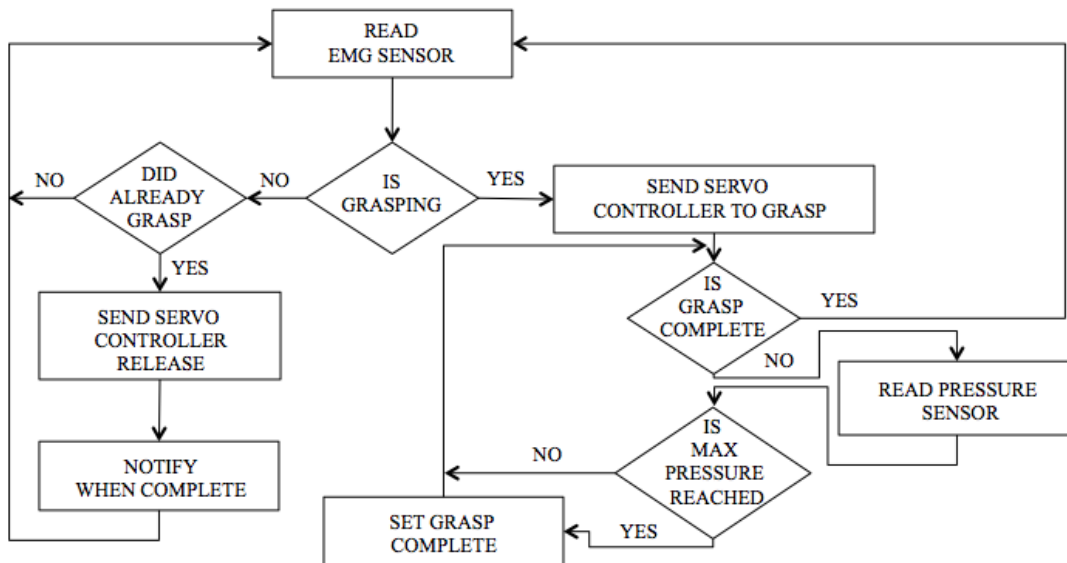 READ
EMG SENSOR
NO
DID
ALREADY
GRASP
NO
IS
GRASPING
YES
SEND SERVO
CONTROLLER TO GRASP
YES
SEND SERVO
CONTROLLER
RELEASE
IS
GRASP
COMPLETE
YES
NO
READ PRESSURE
SENSOR
NOTIFY
WHEN COMPLETE
NO
IS
MAX
PRESSURE
REACHED
YES
SET GRASP
COMPLETE